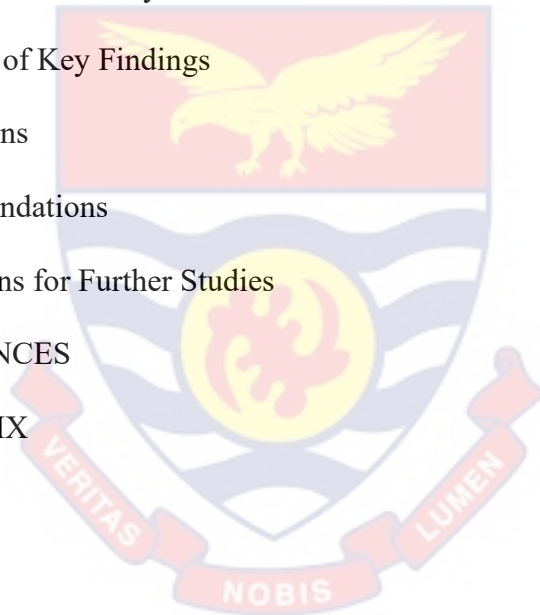 of Key Findings
ns
ndations
ns for Further Studies
NCES
IX
VERITAS
NOBIS
LUMEN